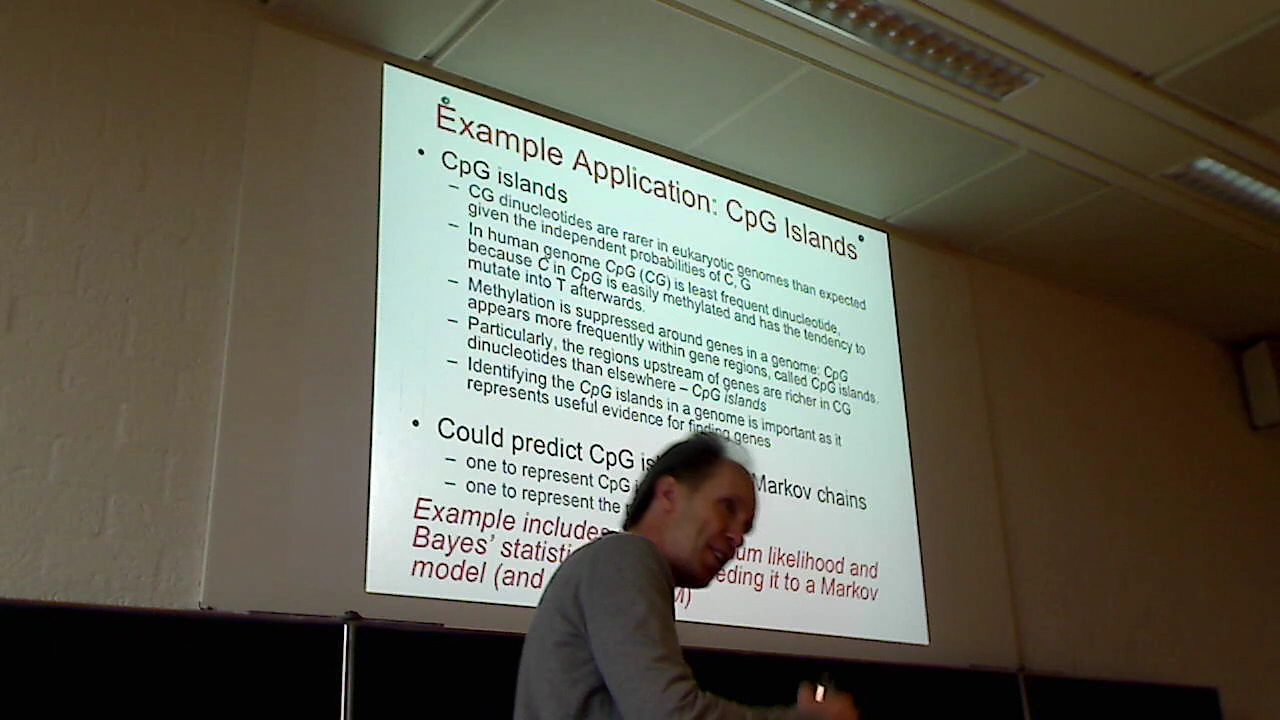 Example Application: CpG Islands
• CpG islands
– CG dinucleotides are rarer in eukaryotic genomes than expected
given the independent probabilities of C, G
– In human genome CpG (CG) is least frequent dinucleotide,
because C in CpG is easily methylated and has the tendency to
mutate into T afterwards.
– Methylation is suppressed around genes in a genome: CpG
appears more frequently within gene regions, called CpG islands.
– Particularly, the regions upstream of genes are richer in CG
dinucleotides than elsewhere – CpG islands
– Identifying the CpG islands in a genome is important as it
represents useful evidence for finding genes
• Could predict CpG Markov chains
– one to represent CpG
– one to represent the
Example includes likelihood and
Bayes' it to a Markov
model (and